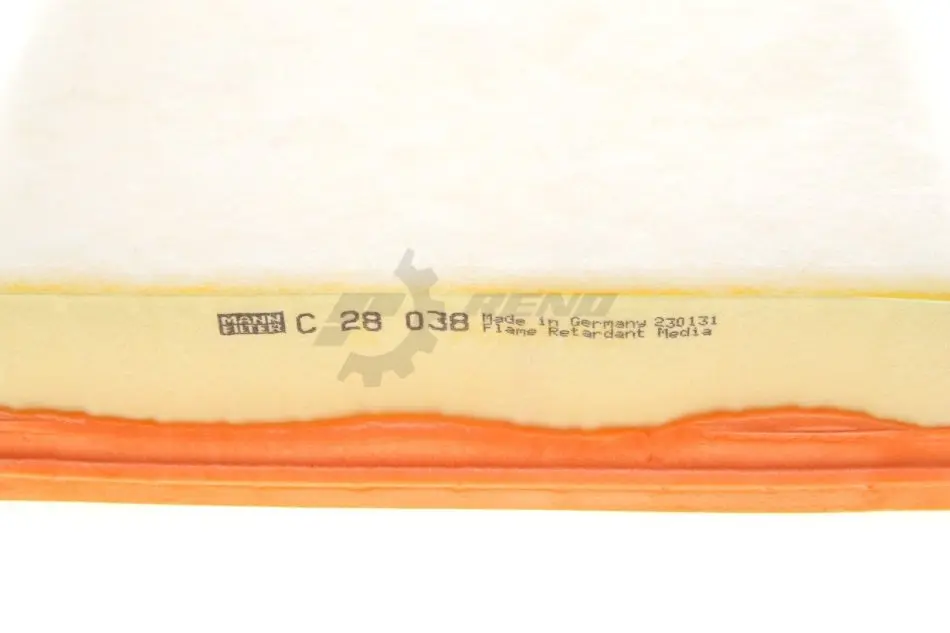 MANN
FILTER
C 28 038
Made in Germany 230131
Flame Retardant Media
RENO